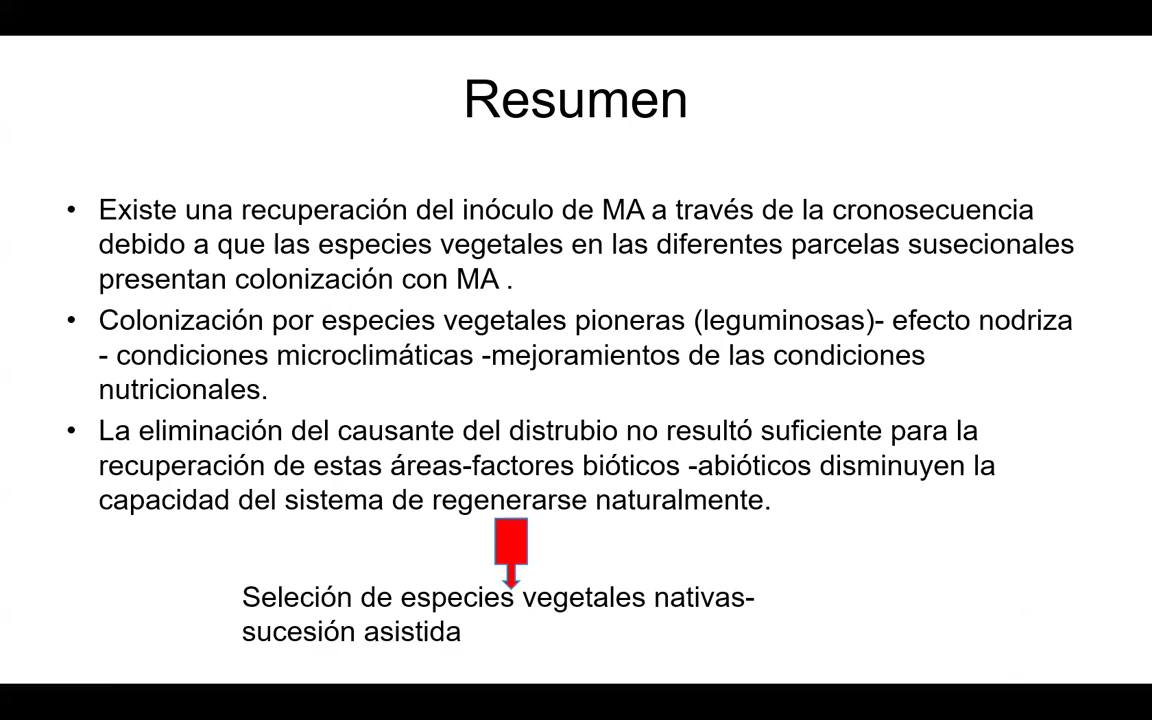 Resumen
• Existe una recuperación del inóculo de MA a través de la cronosecuencia
debido a que las especies vegetales en las diferentes parcelas susecionales
presentan colonización con MA .
• Colonización por especies vegetales pioneras (leguminosas)- efecto nodriza
- condiciones microclimáticas -mejoramientos de las condiciones
nutricionales.
• La eliminación del causante del distrubio no resultó suficiente para la
recuperación de estas áreas-factores bióticos -abióticos disminuyen la
capacidad del sistema de regenerarse naturalmente.
Seleción de especies vegetales nativas-
sucesión asistida